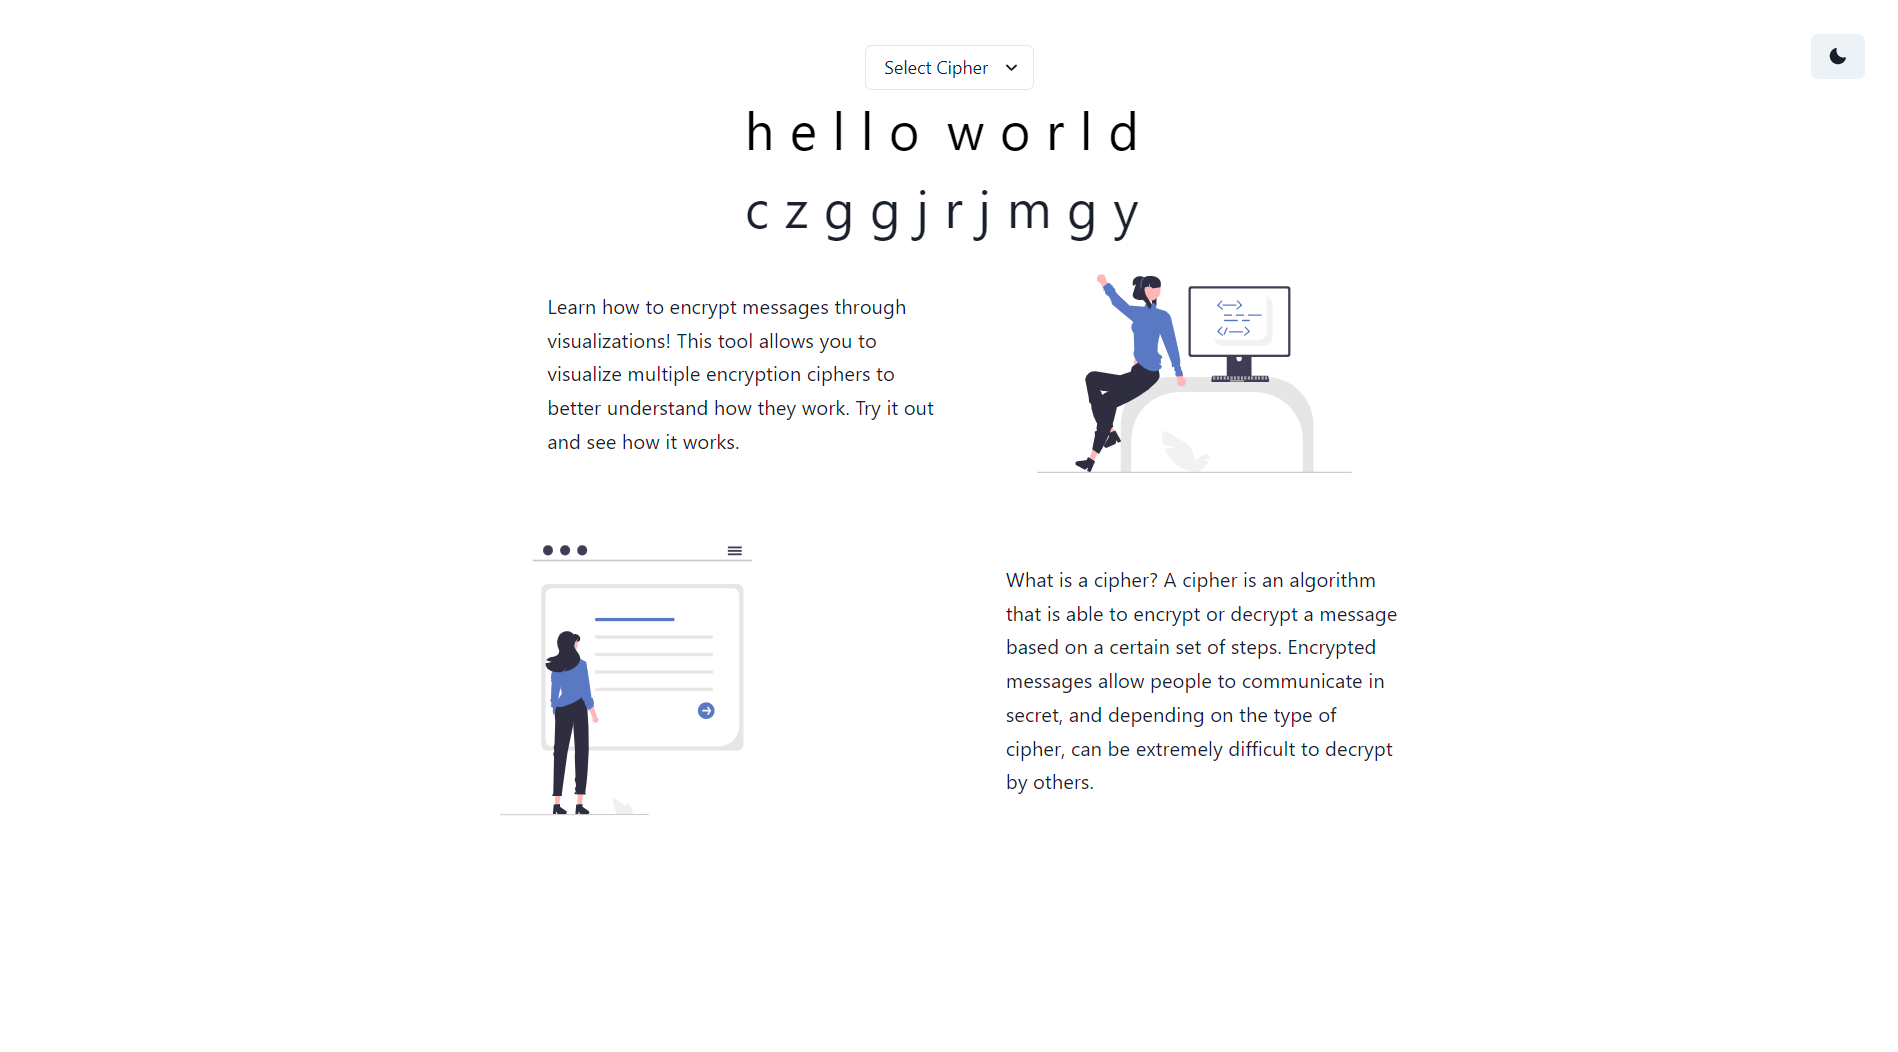 Select Cipher
hello world
czggjrjmgy
Learn how to encrypt messages through
visualizations! This tool allows you to
visualize multiple encryption ciphers to
better understand how they work. Try it out
and see how it works.
What is a cipher? A cipher is an algorithm
that is able to encrypt or decrypt a message
based on a certain set of steps. Encrypted
messages allow people to communicate in
secret, and depending on the type of
cipher, can be extremely difficult to decrypt
by others.